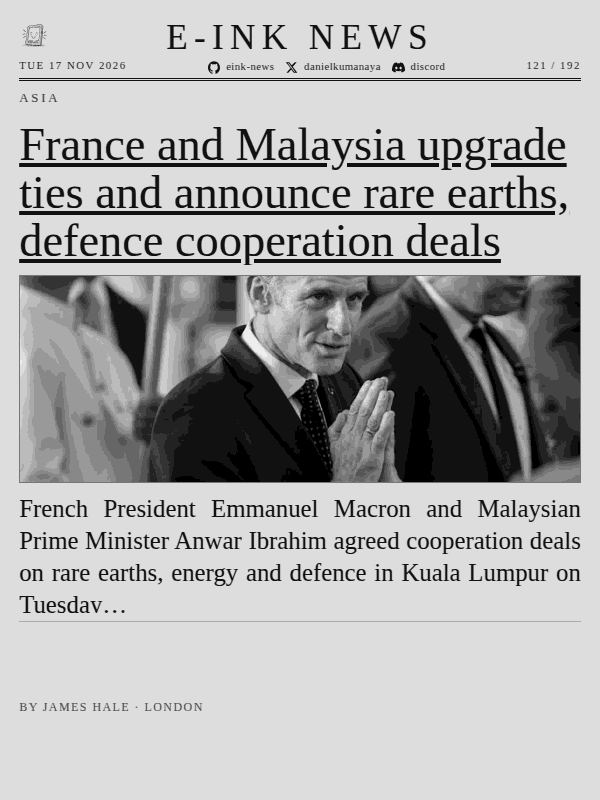 E-INK NEWS
TUE 17 NOV 2026
eink-news danielkumanaya discord
121 / 192
ASIA
France and Malaysia upgrade
ties and announce rare earths,
defence cooperation deals
French President Emmanuel Macron and Malaysian
Prime Minister Anwar Ibrahim agreed cooperation deals
on rare earths, energy and defence in Kuala Lumpur on
Tuesday…
BY JAMES HALE · LONDON